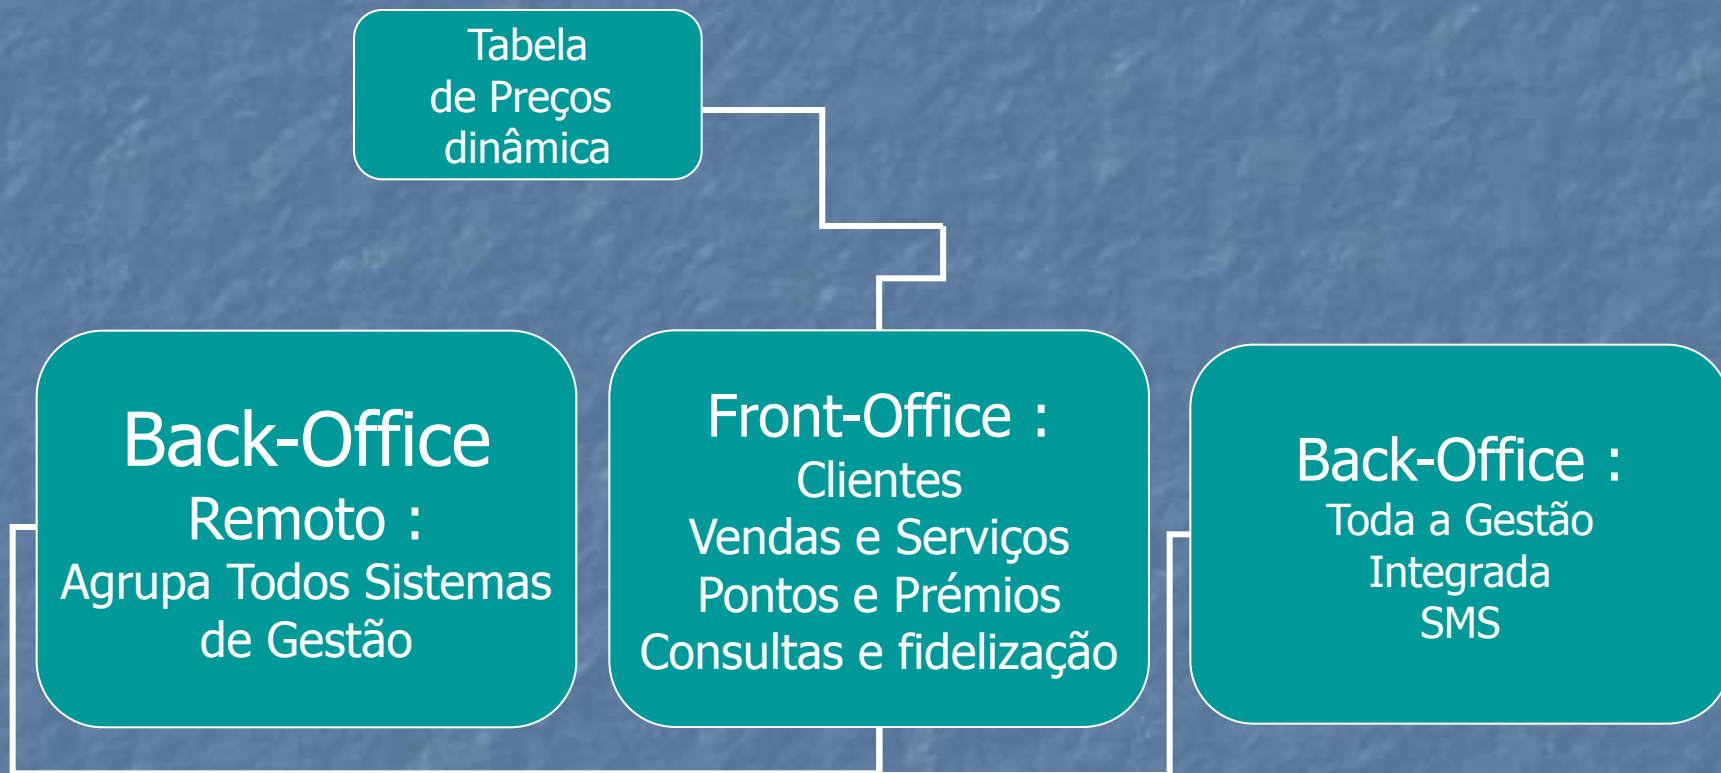 Tabela
de Preços
dinâmica
Back-Office
Remoto :
Agrupa Todos Sistemas
de Gestão
Front-Office :
Clientes
Vendas e Serviços
Pontos e Prémios
Consultas e fidelização
Back-Office :
Toda a Gestão
Integrada
SMS